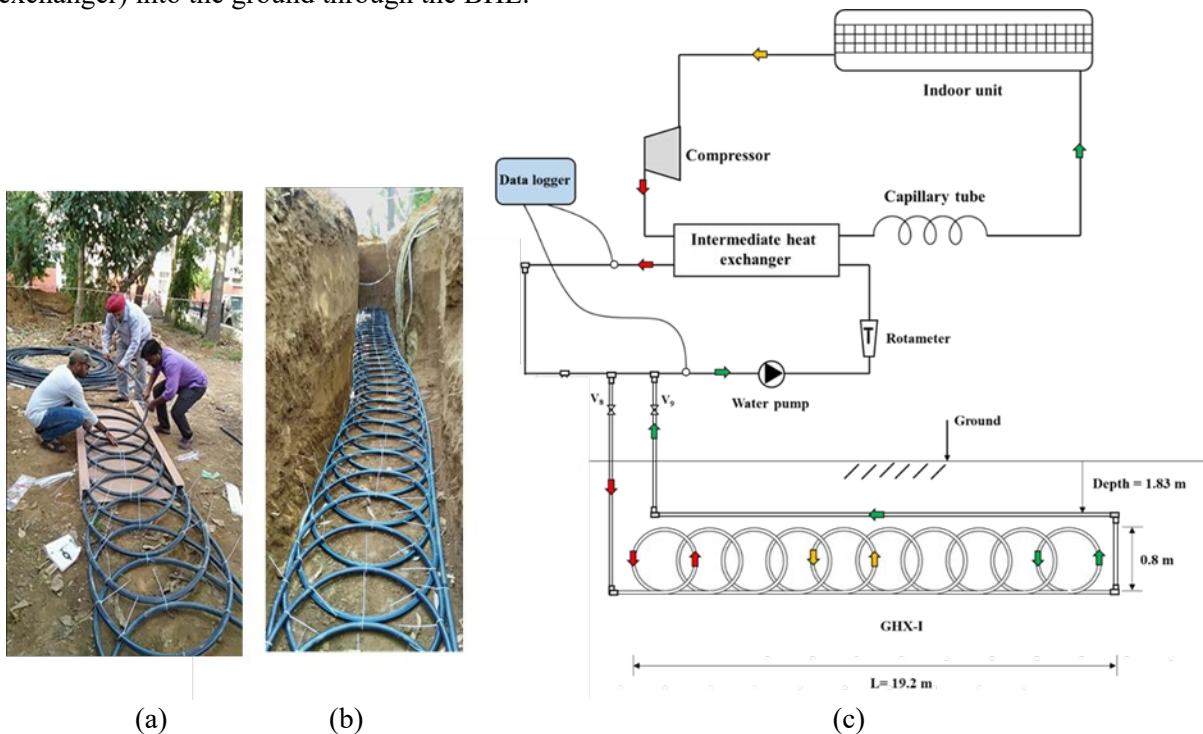 exchanger) into the ground through the BHE.
Indoor unit
Compressor
Data logger
Capillary tube
Intermediate heat
exchanger
T
Rotameter
Water pump
V₈
V₉
Ground
Depth = 1.83 m
0.8 m
GHX-I
L= 19.2 m
(a)
(b)
(c)